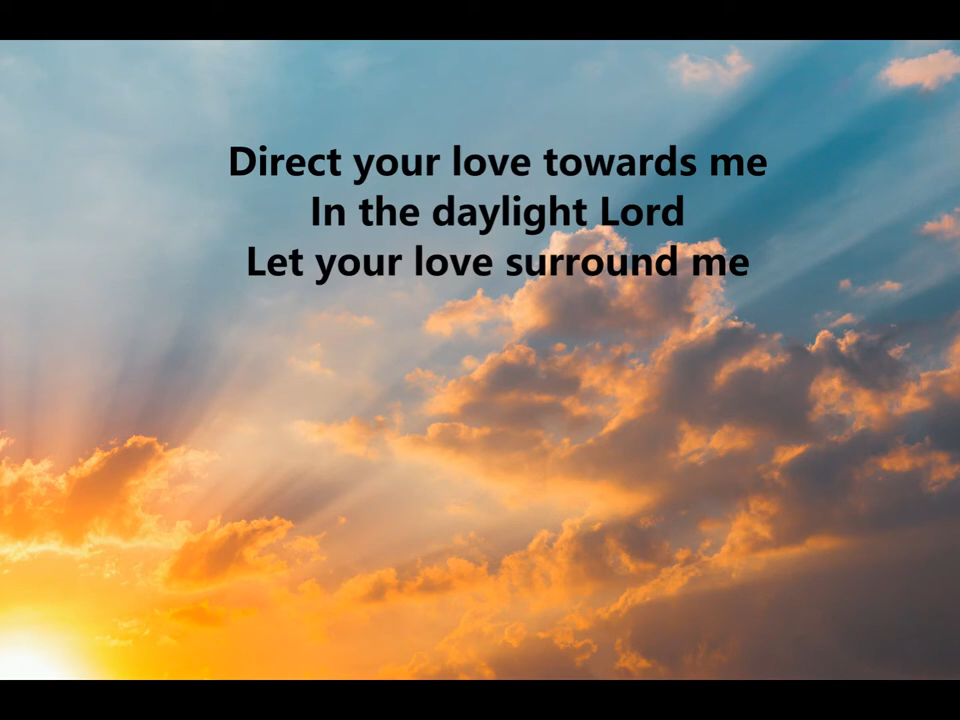 Direct your love towards me
In the daylight Lord
Let your love surround me